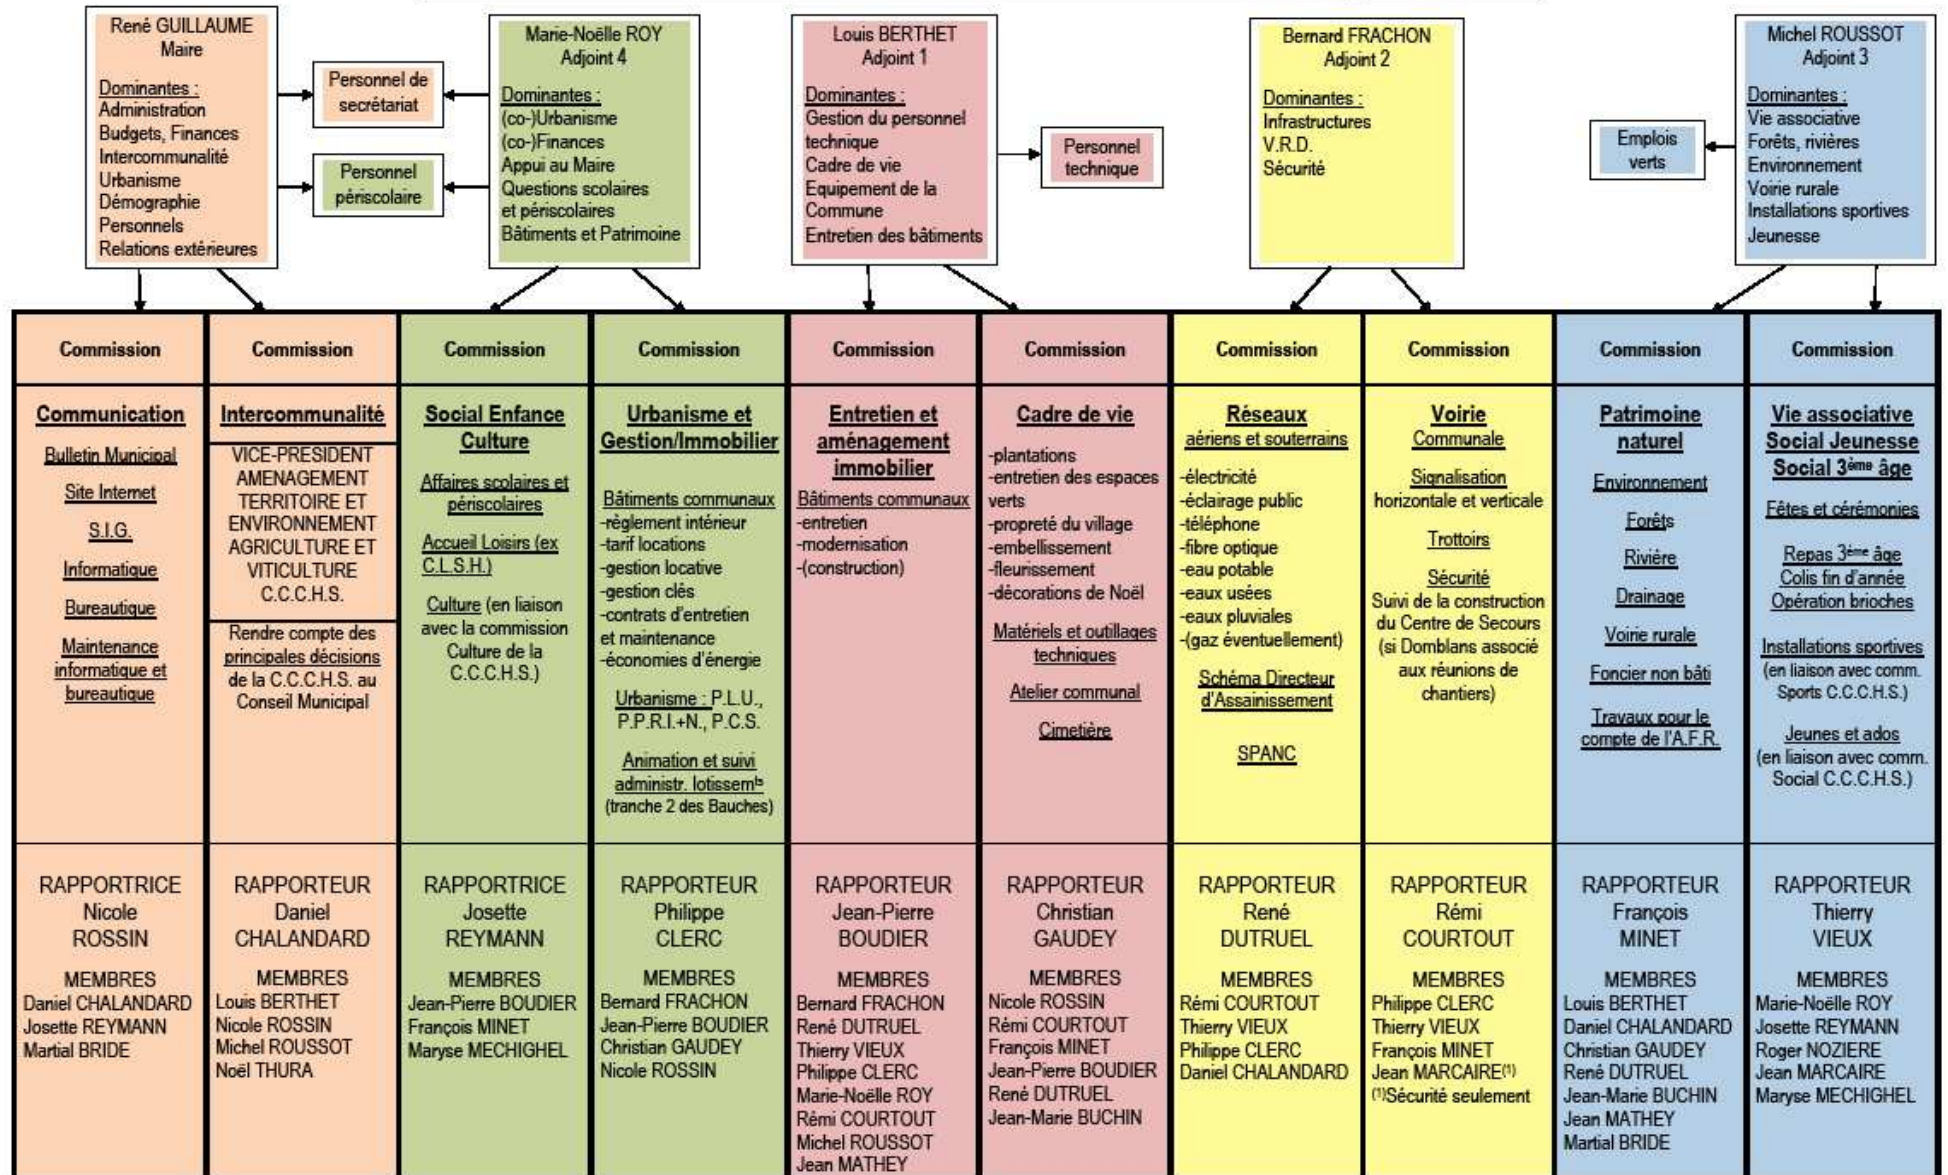 René GUILLAUME
Maire
Dominantes :
Administration
Budgets, Finances
Intercommunalité
Urbanisme
Démographie
Personnels
Relations extérieures
Personnel de
secrétariat
Personnel
périscolaire
Marie-Noëlle ROY
Adjoint 4
Dominantes :
(co-)Urbanisme
(co-)Finances
Appui au Maire
Questions scolaires
et périscolaires
Bâtiments et Patrimoine
Louis BERTHET
Adjoint 1
Dominantes :
Gestion du personnel
technique
Cadre de vie
Equipement de la
Commune
Entretien des bâtiments
Personnel
technique
Bernard FRACHON
Adjoint 2
Dominantes :
Infrastructures
V.R.D.
Sécurité
Emplois
verts
Michel ROUSSOT
Adjoint 3
Dominantes :
Vie associative
Forêts, rivières
Environnement
Voirie rurale
Installations sportives
Jeunesse
Commission
Communication
Bulletin Municipal
Site Internet
S.I.G.
Informatique
Bureautique
Maintenance
informatique et
bureautique
RAPPORTRICE
Nicole
ROSSIN
MEMBRES
Daniel CHALANDARD
Josette REYMANN
Martial BRIDE
Commission
Intercommunalité
VICE-PRESIDENT
AMENAGEMENT
TERRITOIRE ET
ENVIRONNEMENT
AGRICULTURE ET
VITICULTURE
C.C.C.H.S.
Rendre compte des
principales décisions
de la C.C.C.H.S. au
Conseil Municipal
RAPPORTEUR
Daniel
CHALANDARD
MEMBRES
Louis BERTHET
Nicole ROSSIN
Michel ROUSSOT
Noël THURA
Commission
Social Enfance
Culture
Affaires scolaires et
périscolaires
Accueil Loisirs (ex
C.L.S.H.)
Culture (en liaison
avec la commission
Culture de la
C.C.C.H.S.)
RAPPORTRICE
Josette
REYMANN
MEMBRES
Jean-Pierre BOUDIER
François MINET
Maryse MECHIGHEL
Commission
Urbanisme et
Gestion/Immobilier
Bâtiments communaux
-règlement intérieur
-tarif locations
-gestion locative
-gestion clés
-contrats d'entretien
et maintenance
-économies d'énergie
Urbanisme : P.L.U.,
P.P.R.I.+N., P.C.S.
Animation et suivi
administr. lotissemts
(tranche 2 des Bauches)
RAPPORTEUR
Philippe
CLERC
MEMBRES
Bernard FRACHON
Jean-Pierre BOUDIER
Christian GAUDEY
Nicole ROSSIN
Commission
Entretien et
aménagement
immobilier
Bâtiments communaux
-entretien
-modernisation
-(construction)
RAPPORTEUR
Jean-Pierre
BOUDIER
MEMBRES
Bernard FRACHON
René DUTRUEL
Thierry VIEUX
Philippe CLERC
Marie-Noëlle ROY
Rémi COURTOUT
Michel ROUSSOT
Jean MATHEY
Commission
Cadre de vie
-plantations
-entretien des espaces
verts
-propreté du village
-embellissement
-fleurissement
-décorations de Noël
Matériels et outillages
techniques
Atelier communal
Cimetière
RAPPORTEUR
Christian
GAUDEY
MEMBRES
Nicole ROSSIN
Rémi COURTOUT
François MINET
Jean-Pierre BOUDIER
René DUTRUEL
Jean-Marie BUCHIN
Commission
Réseaux
aériens et souterrains
-électricité
-éclairage public
-téléphone
-fibre optique
-eau potable
-eaux usées
-eaux pluviales
-(gaz éventuellement)
Schéma Directeur
d'Assainissement
SPANC
RAPPORTEUR
René
DUTRUEL
MEMBRES
Rémi COURTOUT
Thierry VIEUX
Philippe CLERC
Daniel CHALANDARD
Commission
Voirie
Communale
Signalisation
horizontale et verticale
Trottoirs
Sécurité
Suivi de la construction
du Centre de Secours
(si Domblans associé
aux réunions de
chantiers)
RAPPORTEUR
Rémi
COURTOUT
MEMBRES
Philippe CLERC
Thierry VIEUX
François MINET
Jean MARCAIRE(1)
(1)Sécurité seulement
Commission
Patrimoine
naturel
Environnement
Forêts
Rivière
Drainage
Voirie rurale
Foncier non bâti
Travaux pour le
compte de l'A.F.R.
RAPPORTEUR
François
MINET
MEMBRES
Louis BERTHET
Daniel CHALANDARD
Christian GAUDEY
René DUTRUEL
Jean-Marie BUCHIN
Jean MATHEY
Martial BRIDE
Commission
Vie associative
Social Jeunesse
Social 3ème âge
Fêtes et cérémonies
Repas 3ème âge
Colis fin d'année
Opération brioches
Installations sportives
(en liaison avec comm.
Sports C.C.C.H.S.)
Jeunes et ados
(en liaison avec comm.
Social C.C.C.H.S.)
RAPPORTEUR
Thierry
VIEUX
MEMBRES
Marie-Noëlle ROY
Josette REYMANN
Roger NOZIERE
Jean MARCAIRE
Maryse MECHIGHEL